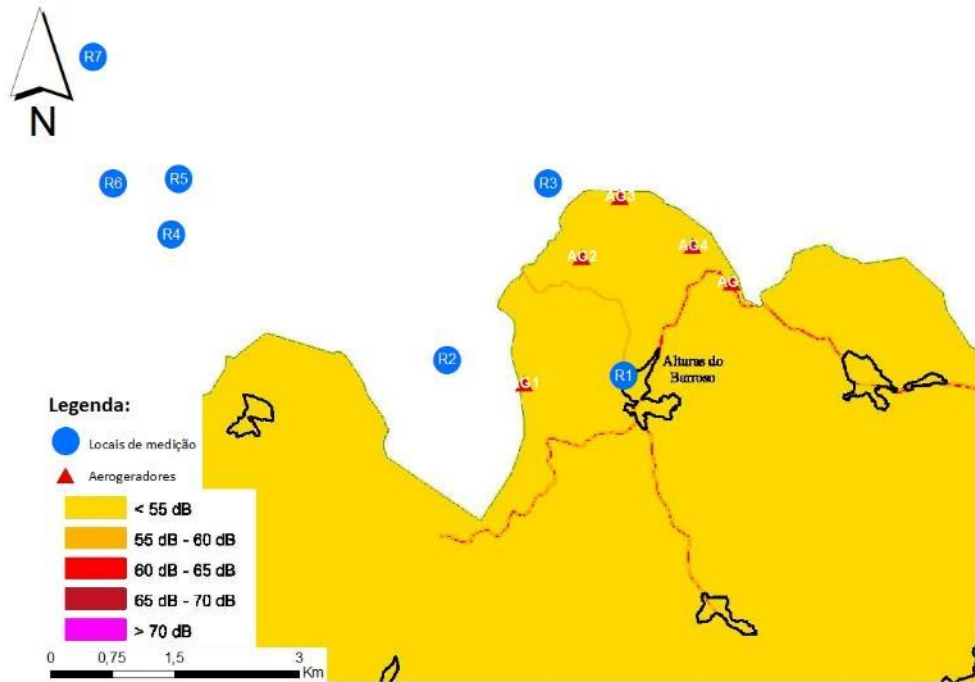 R7
N
R6
R5
R3
AG3
R4
AG2
AG4
AG
R2
R1
Alturas do
Barroso
G1
Legenda:
Locais de medição
Aerogeradores
< 55 dB
55 dB - 60 dB
60 dB - 65 dB
65 dB - 70 dB
> 70 dB
0 0,75 1,5 3
Km